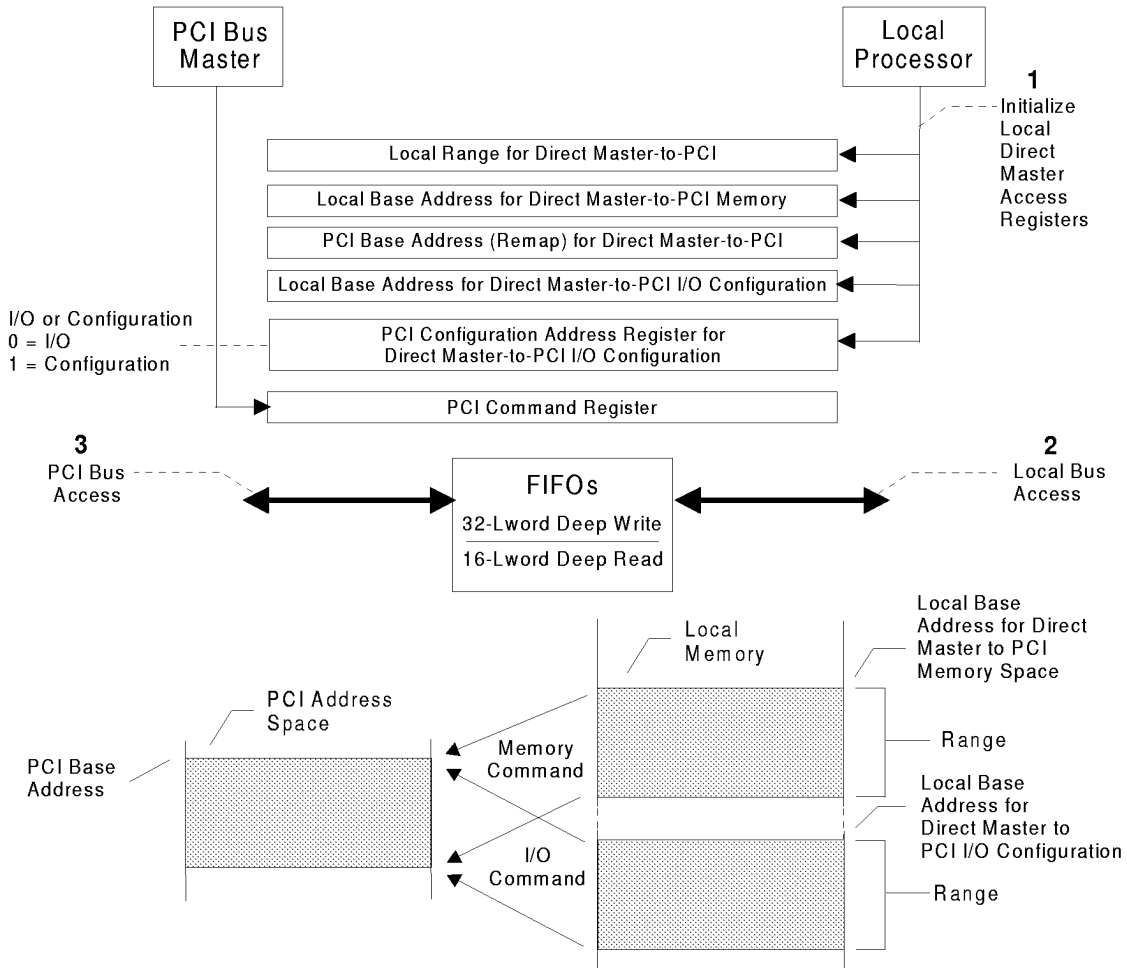 PCI Bus
Master
Local
Processor
1
Initialize
Local
Direct
Master
Access
Registers
Local Range for Direct Master-to-PCI
Local Base Address for Direct Master-to-PCI Memory
PCI Base Address (Remap) for Direct Master-to-PCI
Local Base Address for Direct Master-to-PCI I/O Configuration
I/O or Configuration
0 = I/O
1 = Configuration
PCI Configuration Address Register for
Direct Master-to-PCI I/O Configuration
PCI Command Register
3
PCI Bus
Access
FIFOs
32-Lword Deep Write
16-Lword Deep Read
2
Local Bus
Access
Local
Memory
Local Base
Address for Direct
Master to PCI
Memory Space
PCI Address
Space
PCI Base
Address
Memory
Command
Range
Local Base
Address for
Direct Master to
PCI I/O Configuration
I/O
Command
Range